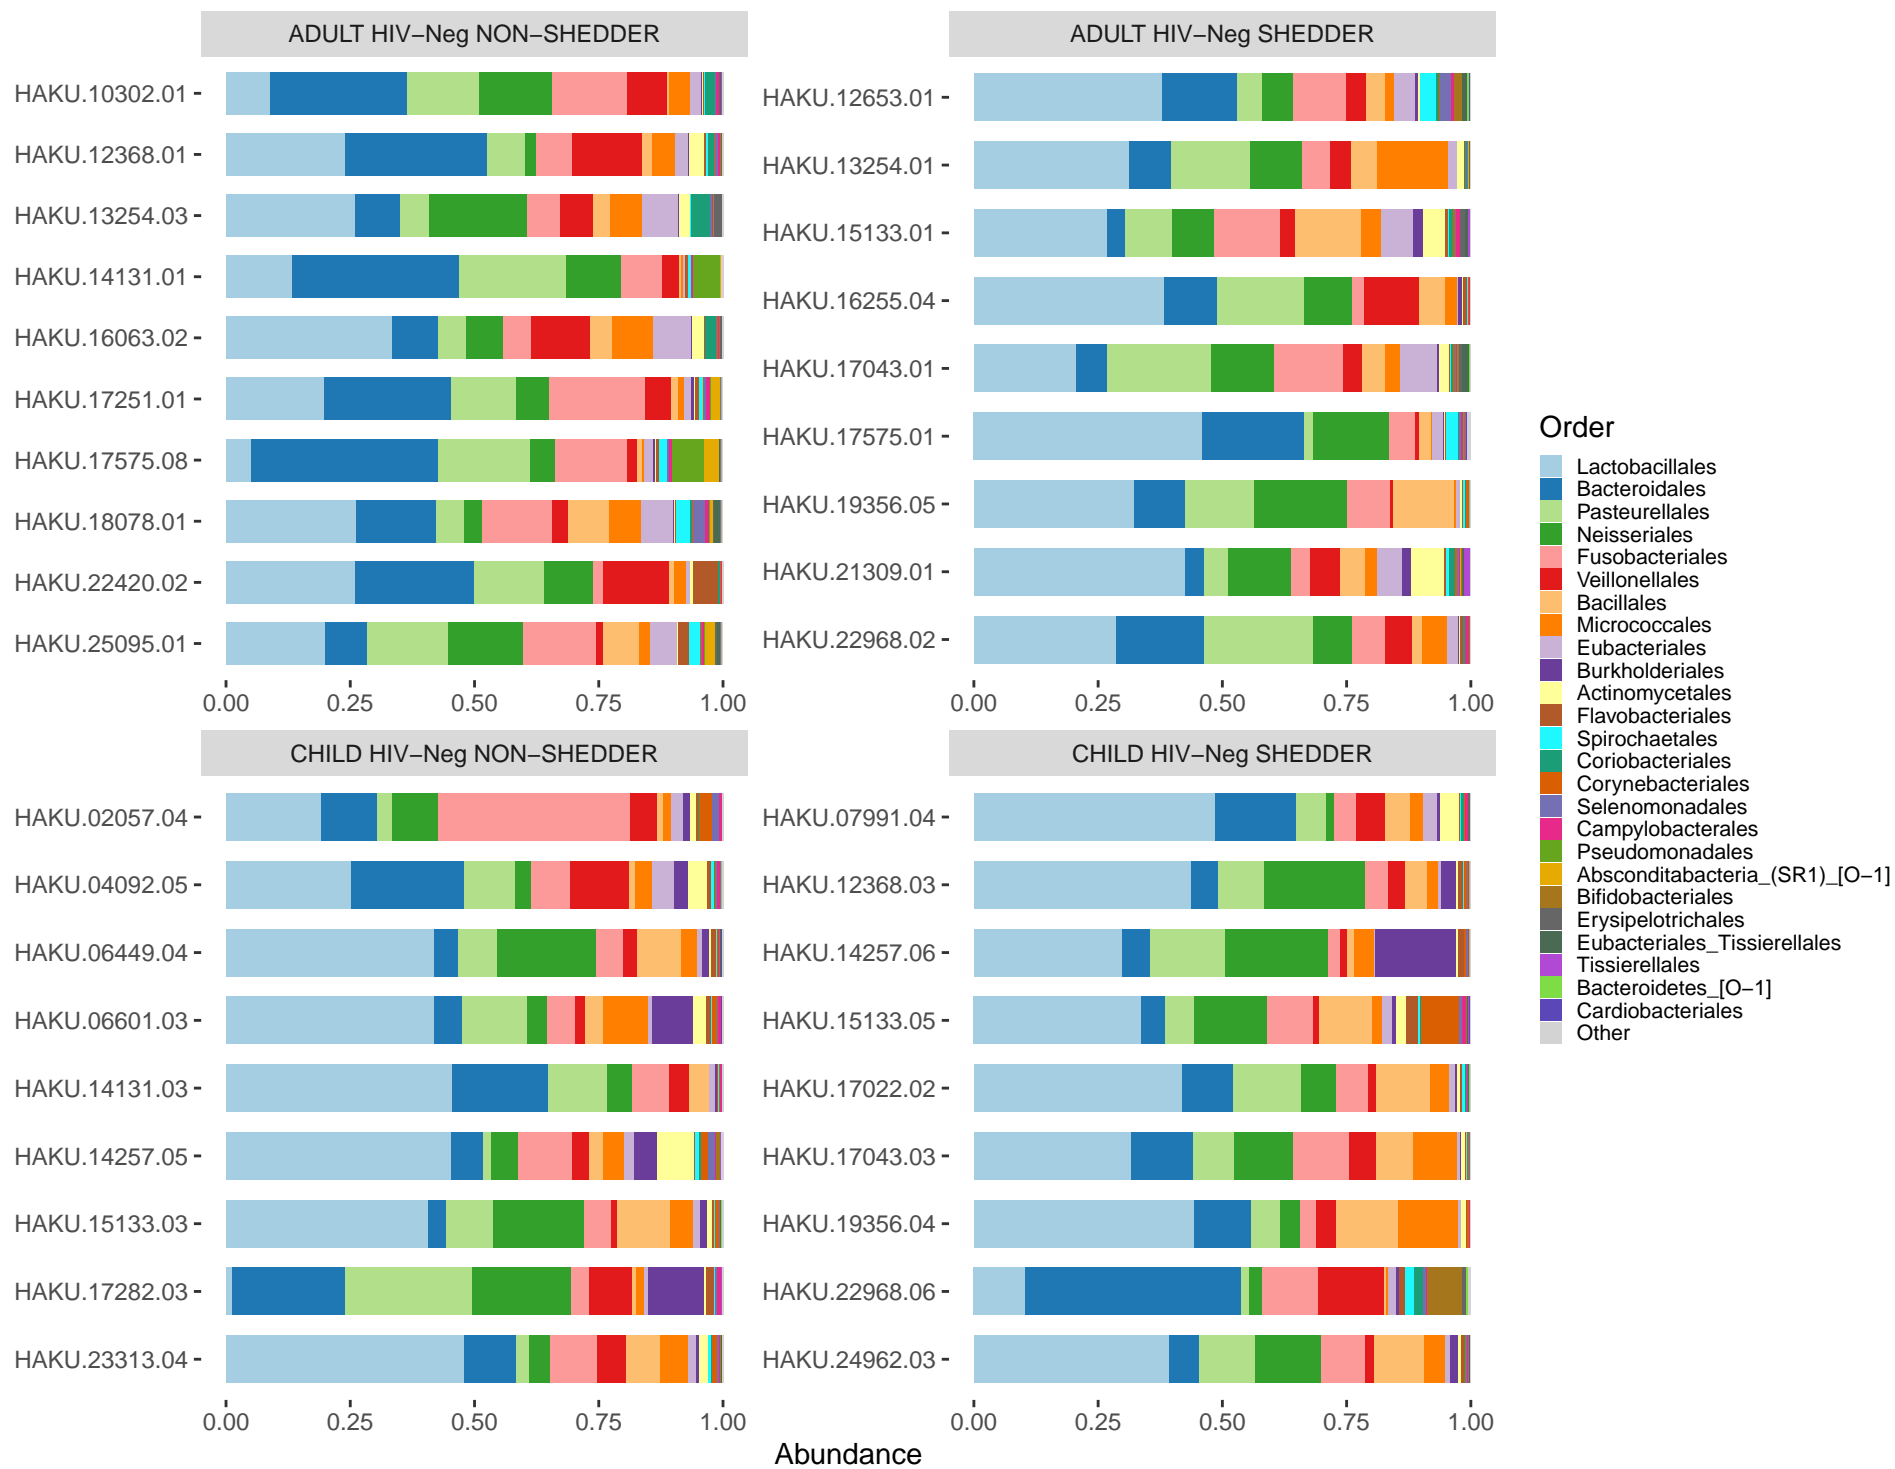 ADULT HIV−Neg NON−SHEDDER
HAKU.10302.01
HAKU.12368.01
HAKU.13254.03
HAKU.14131.01
HAKU.16063.02
HAKU.17251.01
HAKU.17575.08
HAKU.18078.01
HAKU.22420.02
HAKU.25095.01
0.00 0.25 0.50 0.75 1.00
ADULT HIV−Neg SHEDDER
HAKU.12653.01
HAKU.13254.01
HAKU.15133.01
HAKU.16255.04
HAKU.17043.01
HAKU.17575.01
HAKU.19356.05
HAKU.21309.01
HAKU.22968.02
0.00 0.25 0.50 0.75 1.00
CHILD HIV−Neg NON−SHEDDER
HAKU.02057.04
HAKU.04092.05
HAKU.06449.04
HAKU.06601.03
HAKU.14131.03
HAKU.14257.05
HAKU.15133.03
HAKU.17282.03
HAKU.23313.04
0.00 0.25 0.50 0.75 1.00
CHILD HIV−Neg SHEDDER
HAKU.07991.04
HAKU.12368.03
HAKU.14257.06
HAKU.15133.05
HAKU.17022.02
HAKU.17043.03
HAKU.19356.04
HAKU.22968.06
HAKU.24962.03
0.00 0.25 0.50 0.75 1.00
Abundance
Order
Lactobacillales
Bacteroidales
Pasteurellales
Neisseriales
Fusobacteriales
Veillonellales
Bacillales
Micrococcales
Eubacteriales
Burkholderiales
Actinomycetales
Flavobacteriales
Spirochaetales
Coriobacteriales
Corynebacteriales
Selenomonadales
Campylobacterales
Pseudomonadales
Absconditabacteria_(SR1)_[O−1]
Bifidobacteriales
Erysipelotrichales
Eubacteriales_Tissierellales
Tissierellales
Bacteroidetes_[O−1]
Cardiobacteriales
Other